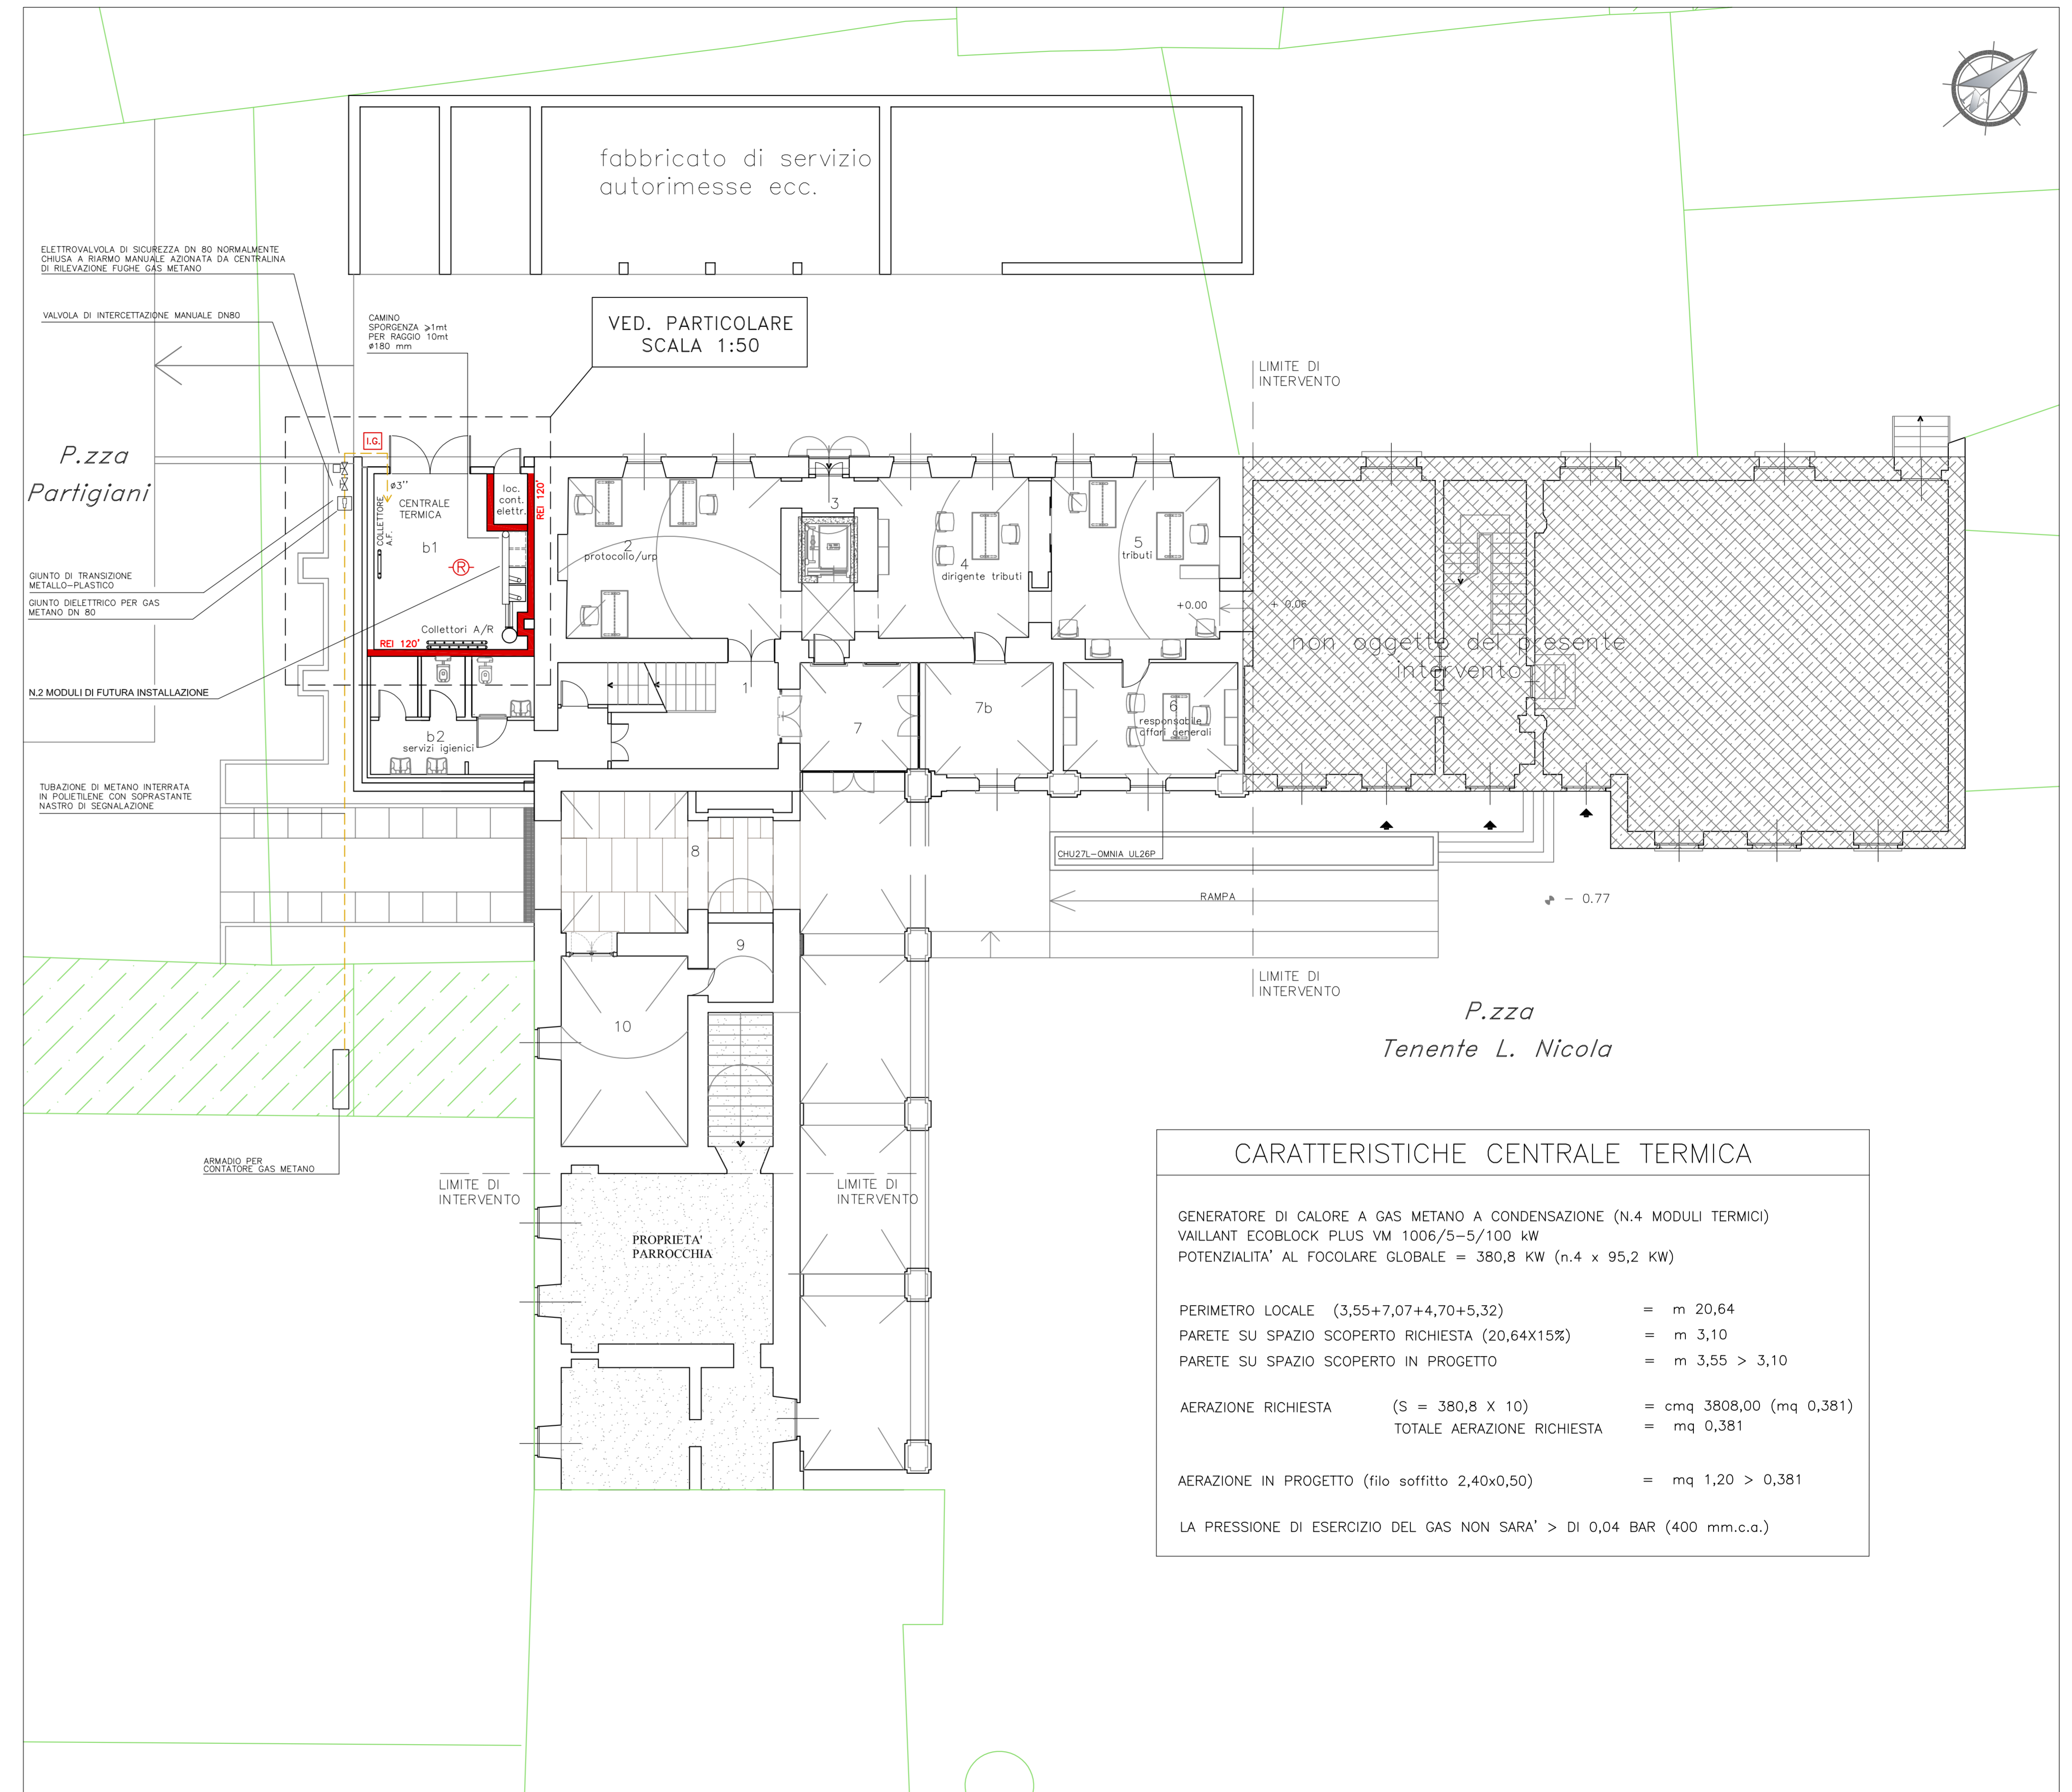 fabbricato di servizio
autorimesse ecc.
ELETTROVALVOLA DI SICUREZZA DN 80 NORMALMENTE
CHIUSA A RIARMO MANUALE AZIONATA DA CENTRALINA
DI RILEVAZIONE FUGHE GAS METANO
VALVOLA DI INTERCETTAZIONE MANUALE DN80
CAMINO
SPORGENZA ⩾1mt
PER RAGGIO 10mt
ø180 mm
VED. PARTICOLARE
SCALA 1:50
LIMITE DI
INTERVENTO
P.zza
Partigiani
I.G.
ø3''
COLLETTORE
A.F.
CENTRALE
TERMICA
b1
loc.
cont.
elettr.
REI 120'
R
Collettori A/R
REI 120'
2
protocollo/urp
3
4
dirigente tributi
5
tributi
+0.00
+ 0.06
non oggetto del presente
intervento
GIUNTO DI TRANSIZIONE
METALLO-PLASTICO
GIUNTO DIELETTRICO PER GAS
METANO DN 80
N.2 MODULI DI FUTURA INSTALLAZIONE
1
7
7b
6
responsabile
affari generali
b2
servizi igienici
TUBAZIONE DI METANO INTERRATA
IN POLIETILENE CON SOPRASTANTE
NASTRO DI SEGNALAZIONE
8
CHU27L-OMNIA UL26P
RAMPA
- 0.77
9
10
LIMITE DI
INTERVENTO
P.zza
Tenente L. Nicola
ARMADIO PER
CONTATORE GAS METANO
LIMITE DI
INTERVENTO
LIMITE DI
INTERVENTO
PROPRIETA'
PARROCCHIA
CARATTERISTICHE CENTRALE TERMICA
GENERATORE DI CALORE A GAS METANO A CONDENSAZIONE (N.4 MODULI TERMICI)
VAILLANT ECOBLOCK PLUS VM 1006/5-5/100 kW
POTENZIALITA' AL FOCOLARE GLOBALE = 380,8 KW (n.4 x 95,2 KW)
PERIMETRO LOCALE (3,55+7,07+4,70+5,32) = m 20,64
PARETE SU SPAZIO SCOPERTO RICHIESTA (20,64X15%) = m 3,10
PARETE SU SPAZIO SCOPERTO IN PROGETTO = m 3,55 > 3,10
AERAZIONE RICHIESTA (S = 380,8 X 10) = cmq 3808,00 (mq 0,381)
TOTALE AERAZIONE RICHIESTA = mq 0,381
AERAZIONE IN PROGETTO (filo soffitto 2,40x0,50) = mq 1,20 > 0,381
LA PRESSIONE DI ESERCIZIO DEL GAS NON SARA' > DI 0,04 BAR (400 mm.c.a.)